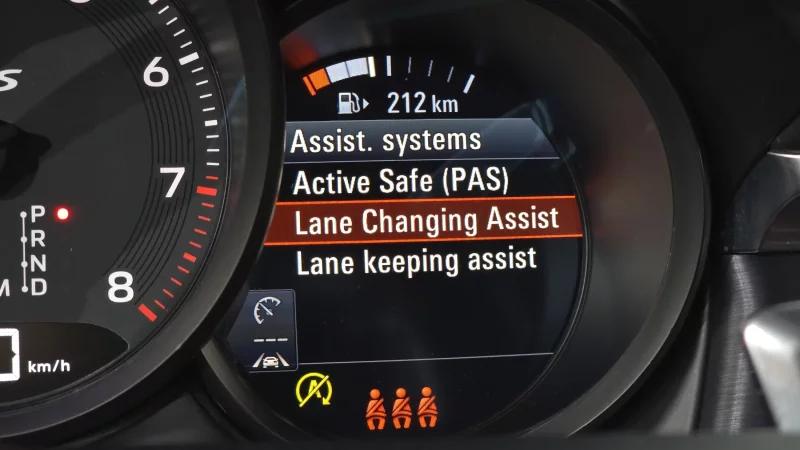 S
6
7
8
P
R
N
M D
km/h
212 km
Assist. systems
Active Safe (PAS)
Lane Changing Assist
Lane keeping assist
---
A